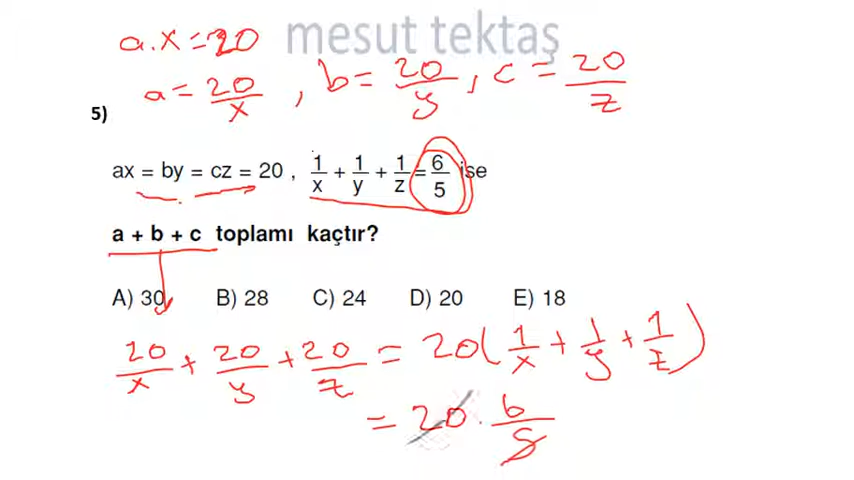 mesut tektaş
a.x = 20
a = 20/x , b = 20/y , c = 20/z
5)
ax = by = cz = 20 , 1/x + 1/y + 1/z = 6/5 ise
a + b + c toplamı kaçtır?
A) 30 B) 28 C) 24 D) 20 E) 18
20/x + 20/y + 20/z = 20(1/x + 1/y + 1/z)
= 20 . 6/5